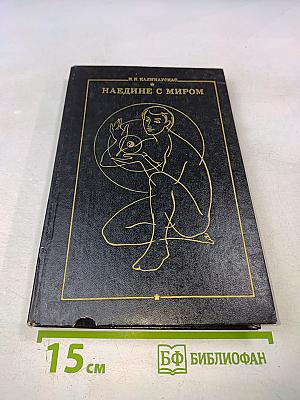 И. Н. КАЛИНАУСКАС
НАЕДИНЕ С МИРОМ
15 см
БФ БИБЛИОФАН